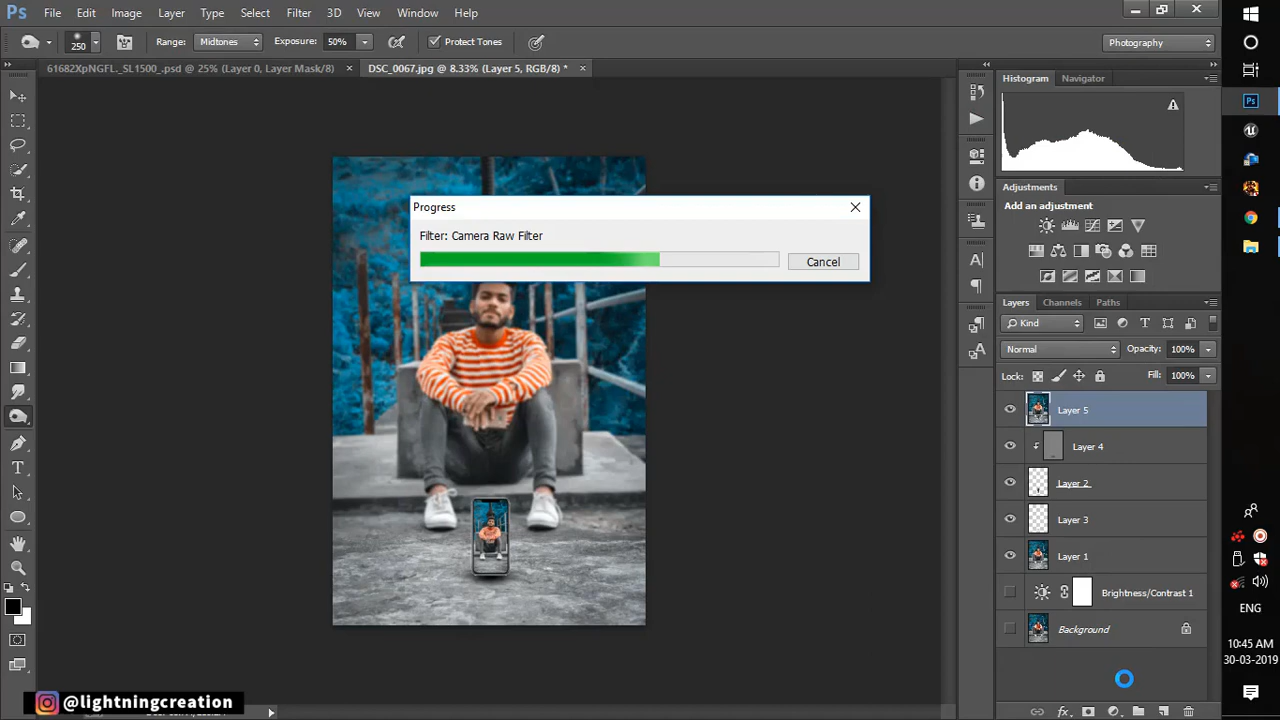 Ps File Edit Image Layer Type Select Filter 3D View Window Help
250 Range: Midtones Exposure: 50% Protect Tones Photography
61682XpNGFL._SL1500_.psd @ 25% (Layer 0, Layer Mask/8) × DSC_0067.jpg @ 8.33% (Layer 5, RGB/8) * ×
Histogram Navigator
Progress
Filter: Camera Raw Filter
Cancel
Adjustments
Add an adjustment
Layers Channels Paths
Kind
Normal Opacity: 100%
Lock: Fill: 100%
Layer 5
Layer 4
Layer 2
Layer 3
Layer 1
Brightness/Contrast 1
Background
Ps
ENG
10:45 AM
30-03-2019
@lightningcreation